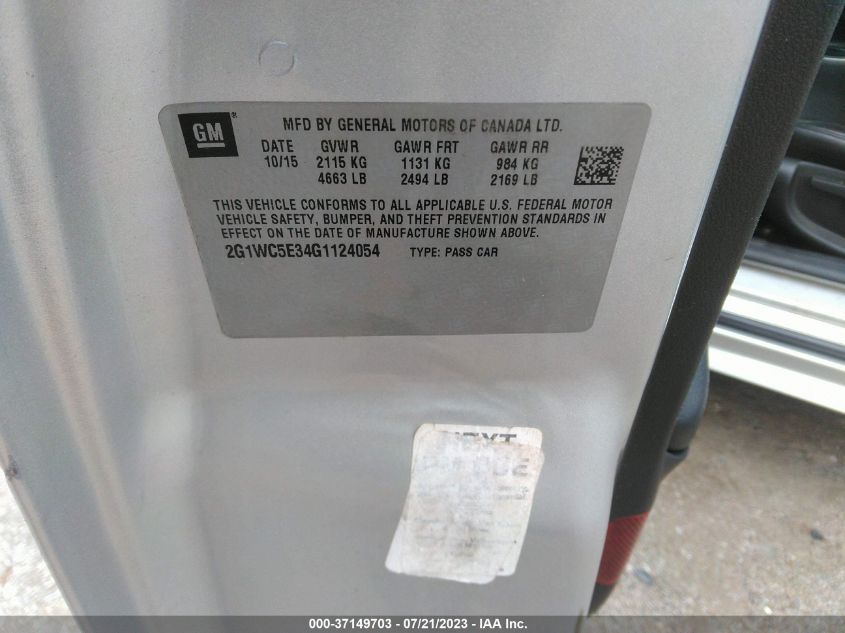 GM ®
MFD BY GENERAL MOTORS OF CANADA LTD.
DATE GVWR GAWR FRT GAWR RR
10/15 2115 KG 1131 KG 984 KG
4663 LB 2494 LB 2169 LB
THIS VEHICLE CONFORMS TO ALL APPLICABLE U.S. FEDERAL MOTOR
VEHICLE SAFETY, BUMPER, AND THEFT PREVENTION STANDARDS IN
EFFECT ON THE DATE OF MANUFACTURE SHOWN ABOVE.
2G1WC5E34G1124054 TYPE: PASS CAR
000-37149703 - 07/21/2023 - IAA Inc.